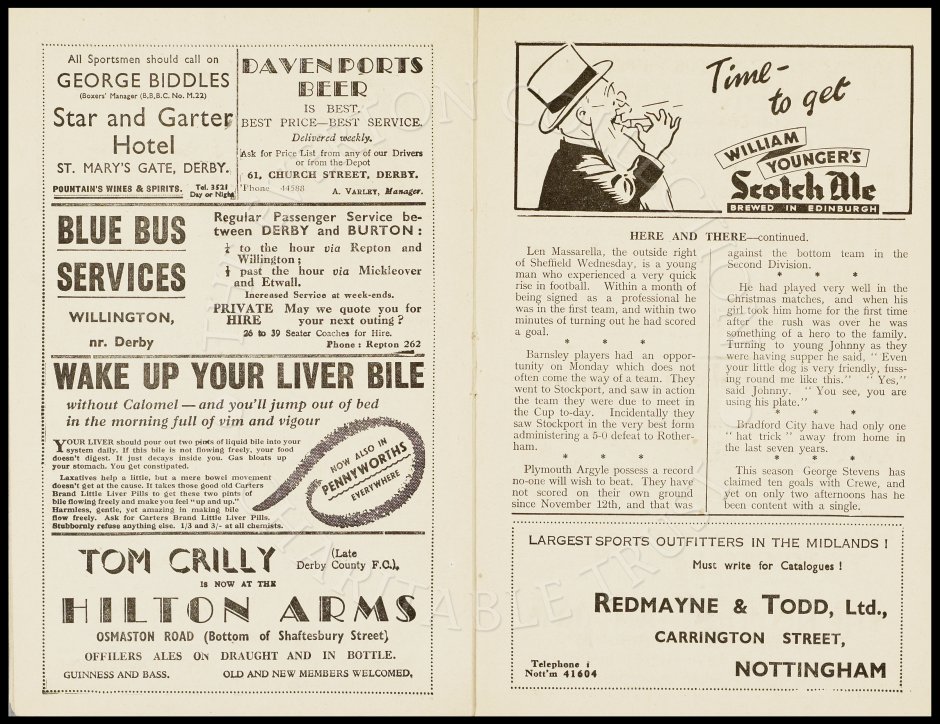 All Sportsmen should call on
GEORGE BIDDLES
(Boxers' Manager (B.B.B.C. No. M.22)
Star and Garter
Hotel
ST. MARY'S GATE, DERBY.
POUNTAIN'S WINES & SPIRITS. Tel. 3521 Day or Night
DAVENPORTS
BEER
IS BEST.
BEST PRICE—BEST SERVICE.
Delivered weekly.
Ask for Price List from any of our Drivers
or from the Depot
61, CHURCH STREET, DERBY.
'Phone 44588 A. VARLEY, Manager.
BLUE BUS
SERVICES
WILLINGTON,
nr. Derby
Regular Passenger Service be-
tween DERBY and BURTON:
to the hour via Repton and
Willington;
past the hour via Mickleover
and Etwall.
Increased Service at week-ends.
PRIVATE May we quote you for
HIRE your next outing?
26 to 39 Seater Coaches for Hire.
Phone: Repton 262
WAKE UP YOUR LIVER BILE
without Calomel — and you'll jump out of bed
in the morning full of vim and vigour
YOUR LIVER should pour out two pints of liquid bile into your
system daily. If this bile is not flowing freely, your food
doesn't digest. It just decays inside you. Gas bloats up
your stomach. You get constipated.
Laxatives help a little, but a mere bowel movement
doesn't get at the cause. It takes those good old Carters
Brand Little Liver Pills to get these two pints of
bile flowing freely and make you feel "up and up."
Harmless, gentle, yet amazing in making bile
flow freely. Ask for Carters Brand Little Liver Pills.
Stubbornly refuse anything else. 1/3 and 3/- at all chemists.
NOW ALSO IN
PENNYWORTHS
EVERYWHERE
TOM CRILLY (Late
Derby County F.C.),
IS NOW AT THE
HILTON ARMS
OSMASTON ROAD (Bottom of Shaftesbury Street)
OFFILERS ALES ON DRAUGHT AND IN BOTTLE.
GUINNESS AND BASS. OLD AND NEW MEMBERS WELCOMED,
Time-
to get
WILLIAM
YOUNGER'S
Scotch Ale
BREWED IN EDINBURGH
HERE AND THERE—continued.
Len Massarella, the outside right
of Sheffield Wednesday, is a young
man who experienced a very quick
rise in football. Within a month of
being signed as a professional he
was in the first team, and within two
minutes of turning out he had scored
a goal.
* * *
Barnsley players had an oppor-
tunity on Monday which does not
often come the way of a team. They
went to Stockport, and saw in action
the team they were due to meet in
the Cup to-day. Incidentally they
saw Stockport in the very best form
administering a 5-0 defeat to Rother-
ham.
* * *
Plymouth Argyle possess a record
no-one will wish to beat. They have
not scored on their own ground
since November 12th, and that was
against the bottom team in the
Second Division.
* * *
He had played very well in the
Christmas matches, and when his
girl took him home for the first time
after the rush was over he was
something of a hero to the family.
Turning to young Johnny as they
were having supper he said, " Even
your little dog is very friendly, fuss-
ing round me like this." " Yes,"
said Johnny. " You see, you are
using his plate."
* * *
Bradford City have had only one
" hat trick " away from home in
the last seven years.
* * *
This season George Stevens has
claimed ten goals with Crewe, and
yet on only two afternoons has he
been content with a single.
LARGEST SPORTS OUTFITTERS IN THE MIDLANDS !
Must write for Catalogues !
REDMAYNE & TODD, Ltd.,
CARRINGTON STREET,
Telephone :
Nott'm 41604 NOTTINGHAM